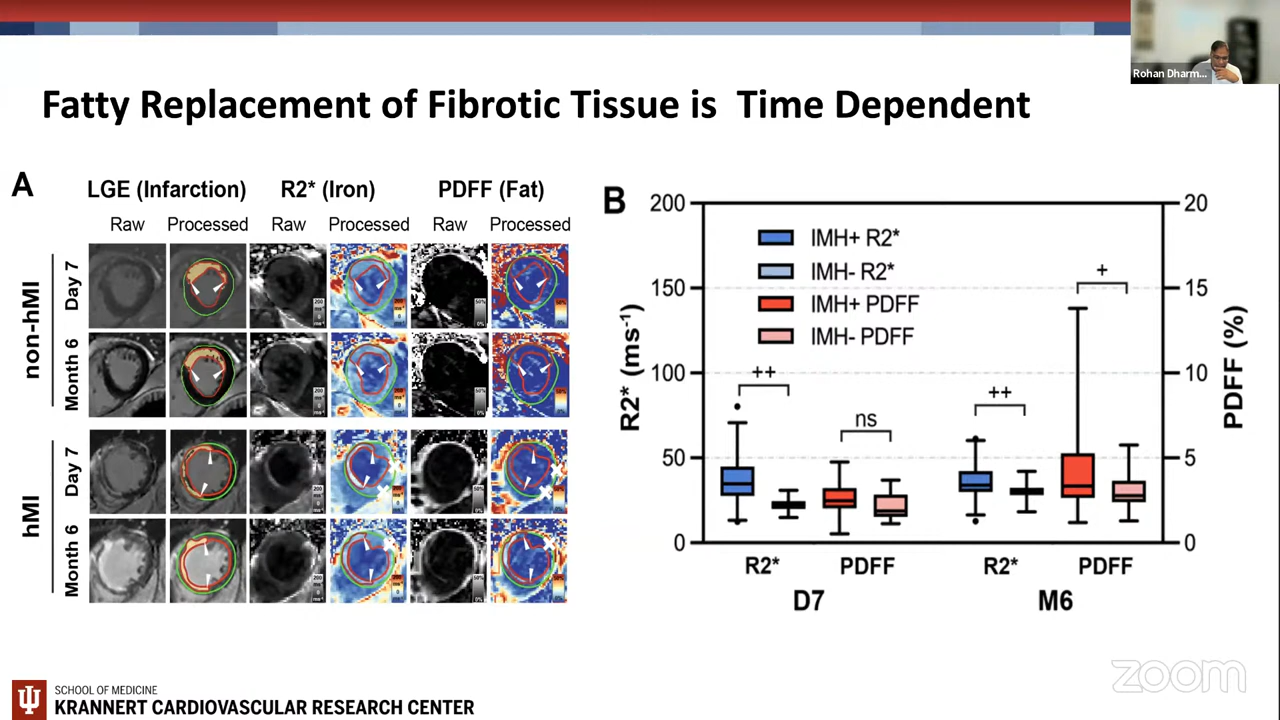 Rohan Dharm...
Fatty Replacement of Fibrotic Tissue is Time Dependent
A
LGE (Infarction) R2* (Iron) PDFF (Fat)
Raw Processed Raw Processed Raw Processed
non-hMI
Day 7
Month 6
hMI
Day 7
Month 6
B
R2* (ms-1)
200
150
100
50
0
IMH+ R2*
IMH- R2*
IMH+ PDFF
IMH- PDFF
++
ns
++
+
20
15
10
5
0
PDFF (%)
R2* PDFF R2* PDFF
D7 M6
SCHOOL OF MEDICINE
KRANNERT CARDIOVASCULAR RESEARCH CENTER
zoom